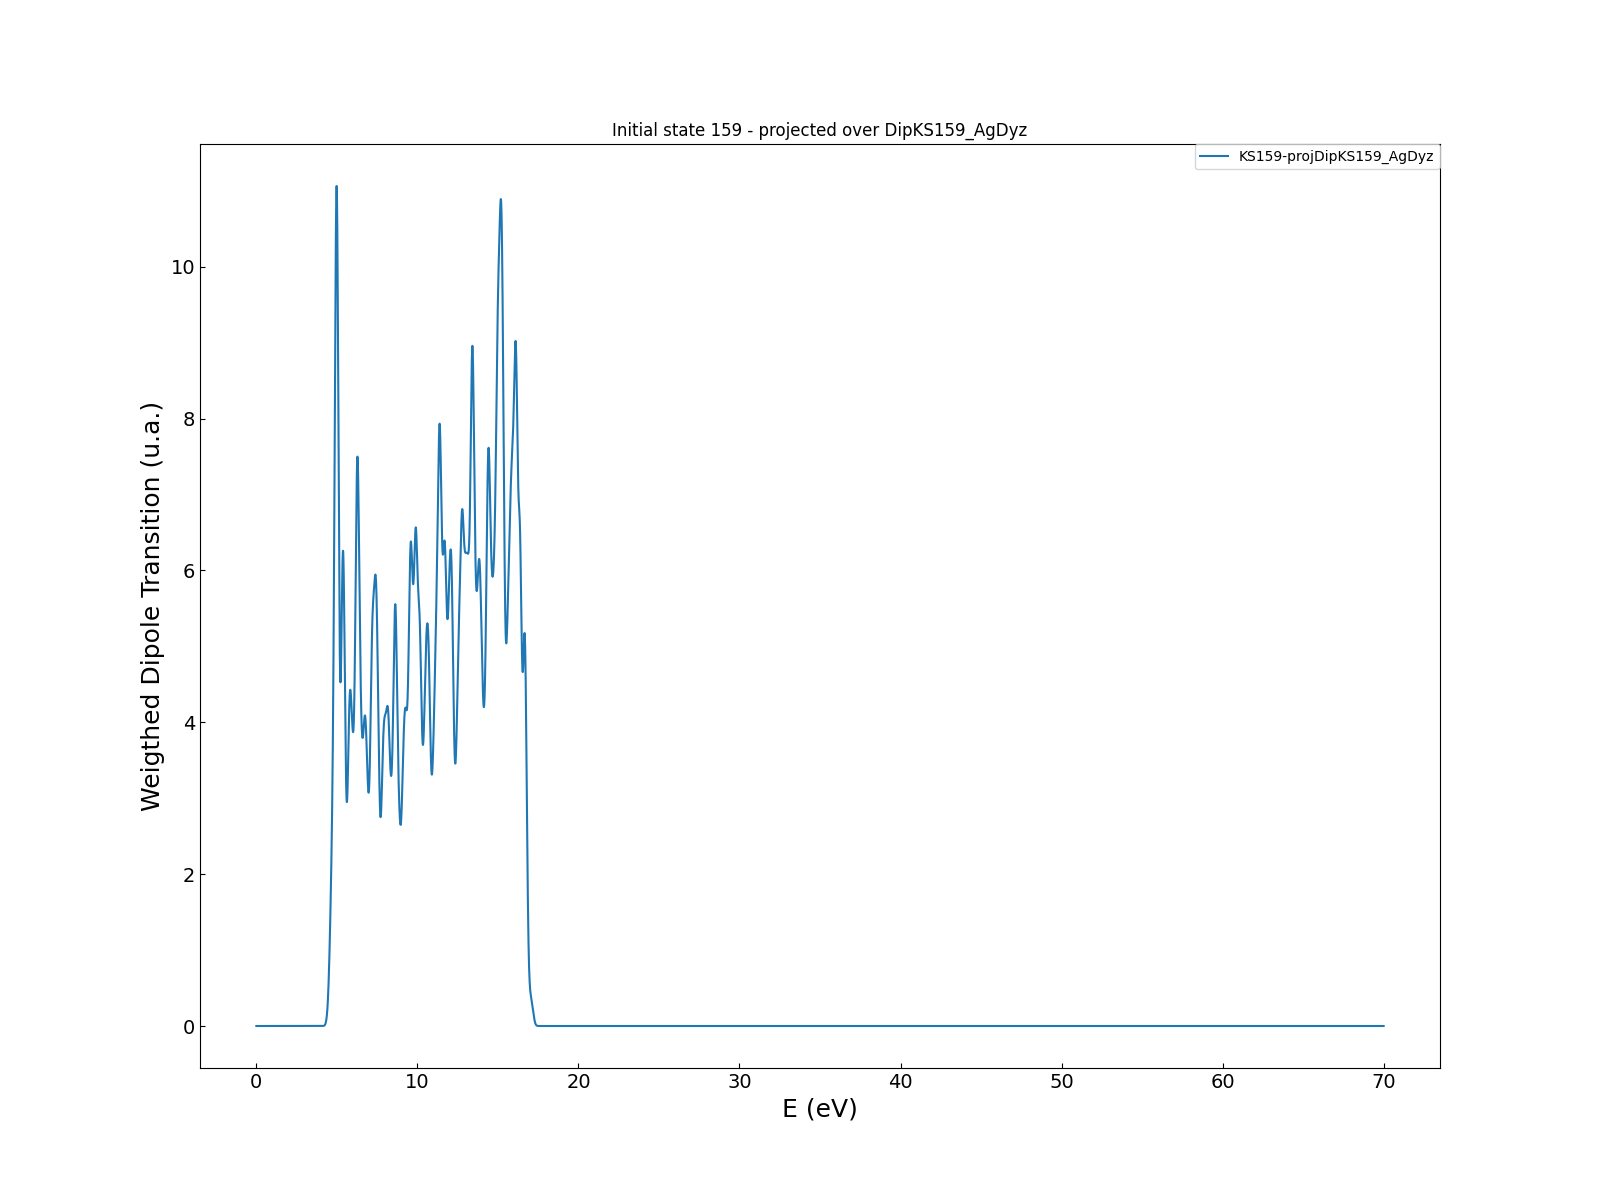 Initial state 159 - projected over DipKS159_AgDyz
KS159-projDipKS159_AgDyz
Weigthed Dipole Transition (u.a.)
10
8
6
4
2
0
0 10 20 30 40 50 60 70
E (eV)